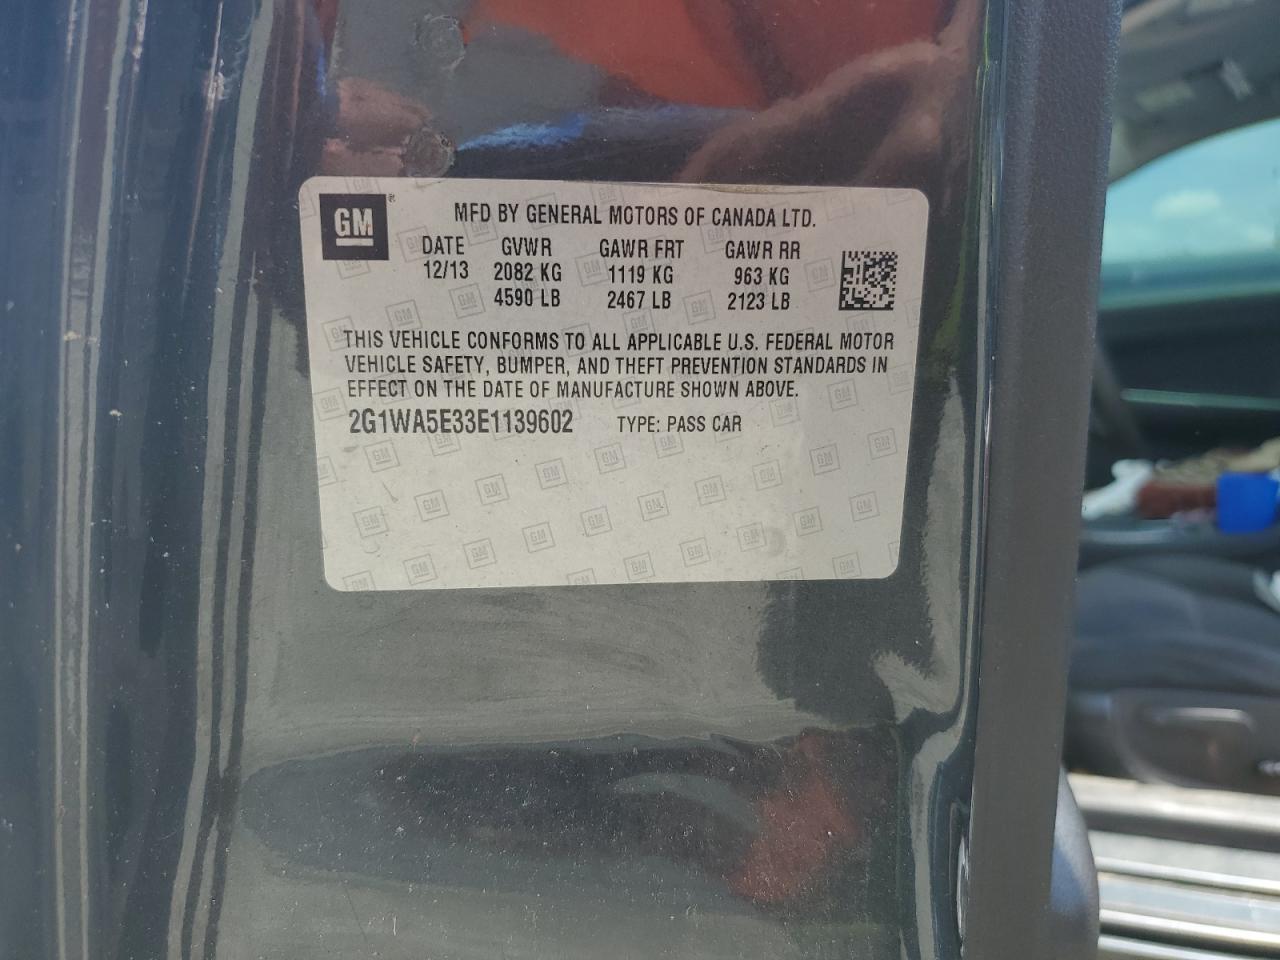 GM ®
MFD BY GENERAL MOTORS OF CANADA LTD.
DATE GVWR GAWR FRT GAWR RR
12/13 2082 KG 1119 KG 963 KG
4590 LB 2467 LB 2123 LB
THIS VEHICLE CONFORMS TO ALL APPLICABLE U.S. FEDERAL MOTOR
VEHICLE SAFETY, BUMPER, AND THEFT PREVENTION STANDARDS IN
EFFECT ON THE DATE OF MANUFACTURE SHOWN ABOVE.
2G1WA5E33E1139602 TYPE: PASS CAR